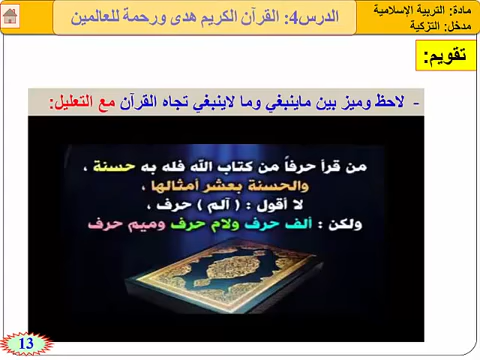 مادة: التربية الإسلامية
مدخل: التزكية
الدرس4: القرآن الكريم هدى ورحمة للعالمين
تقويم:
- لاحظ وميز بين ماينبغي وما لاينبغي تجاه القرآن مع التعليل:
من قرأ حرفاً من كتاب الله فله به حسنة ،
والحسنة بعشر أمثالها ،
لا أقول : ( آلم ) حرف ،
ولكن : ألف حرف ولام حرف وميم حرف
13